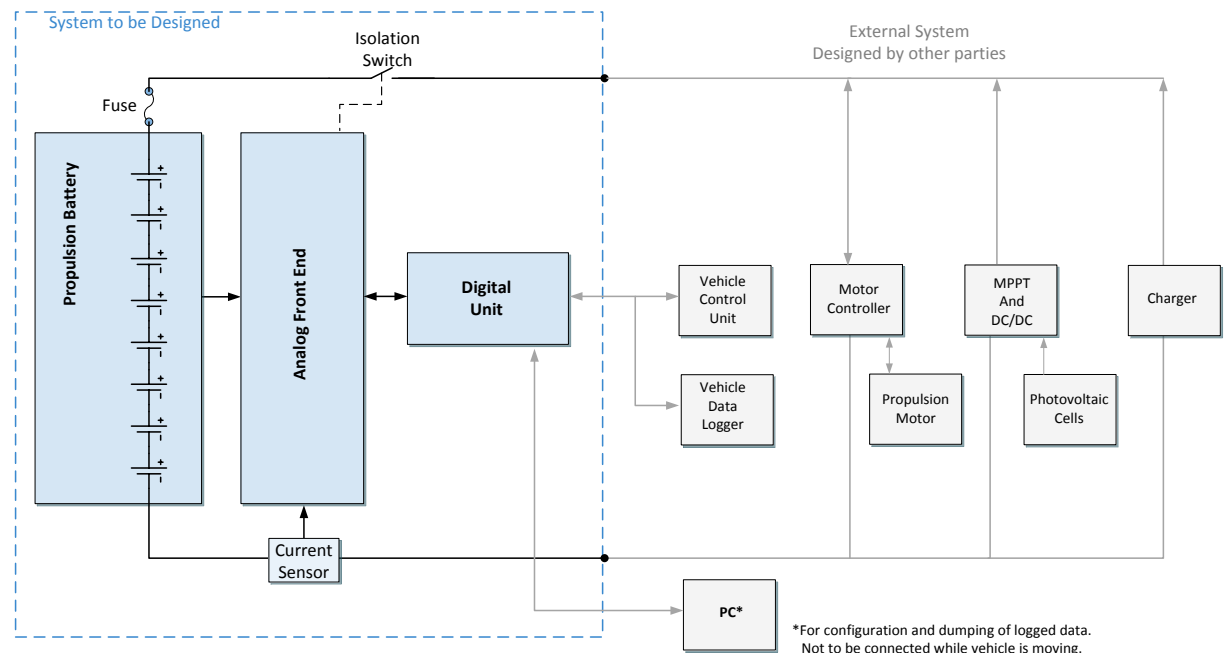 System to be Designed
Isolation
Switch
External System
Designed by other parties
Fuse
Propulsion Battery
Analog Front End
Digital
Unit
Vehicle
Control
Unit
Motor
Controller
MPPT
And
DC/DC
Charger
Vehicle
Data
Logger
Propulsion
Motor
Photovoltaic
Cells
Current
Sensor
PC*
*For configuration and dumping of logged data.
Not to be connected while vehicle is moving.